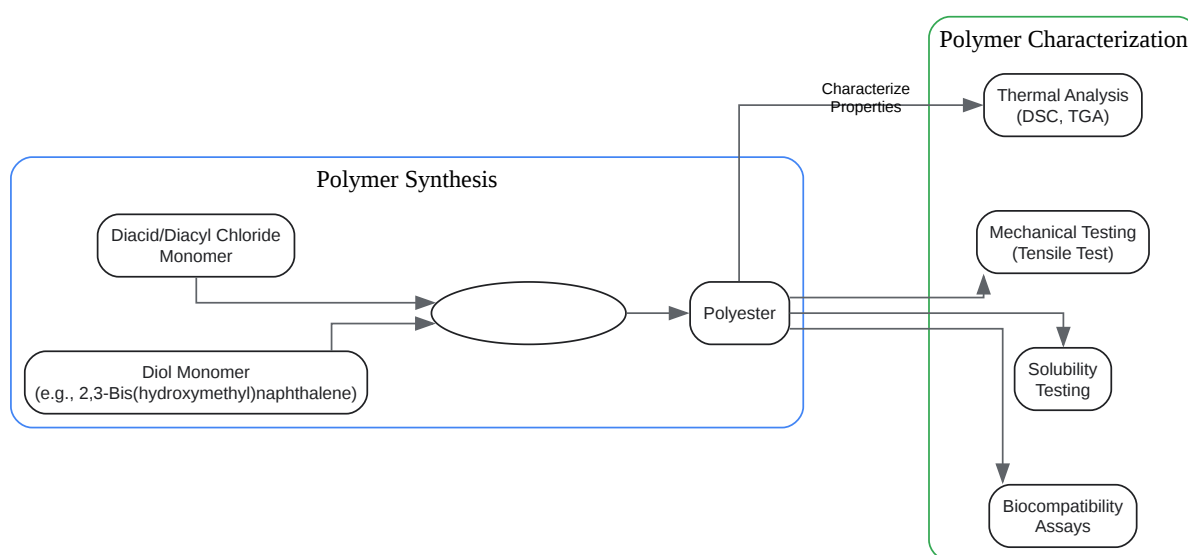 Polymer Characterization
Characterize
Properties
Thermal Analysis
(DSC, TGA)
Polymer Synthesis
Diacid/Diacyl Chloride
Monomer
Mechanical Testing
(Tensile Test)
Polyester
Diol Monomer
(e.g., 2,3-Bis(hydroxymethyl)naphthalene)
Solubility
Testing
Biocompatibility
Assays